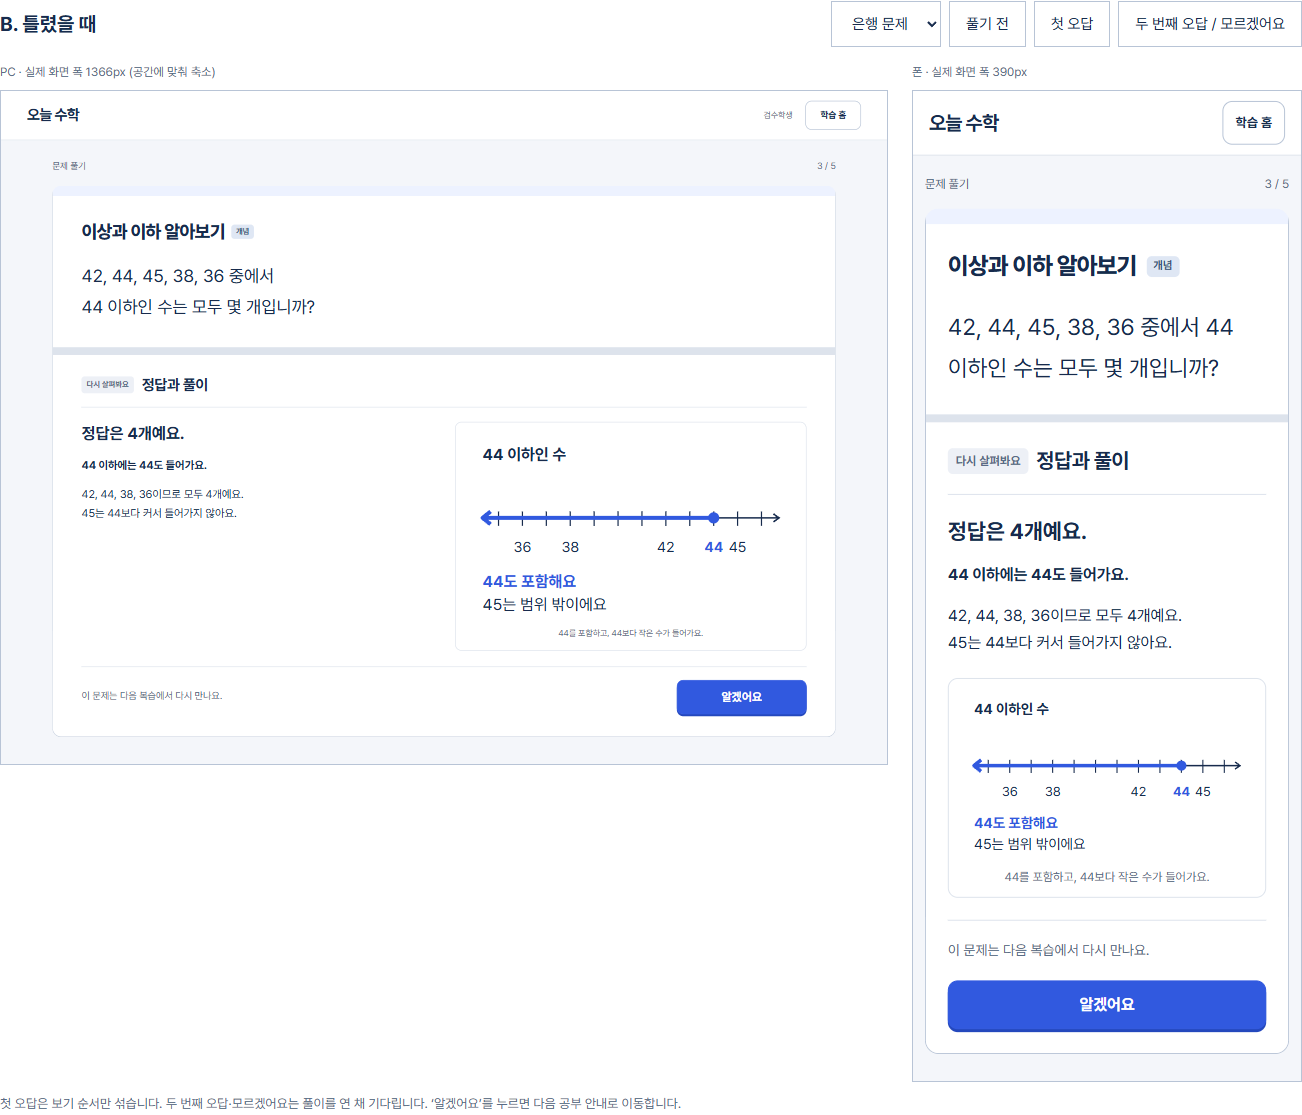 B. 틀렸을 때
은행 문제
풀기 전
첫 오답
두 번째 오답 / 모르겠어요
PC · 실제 화면 폭 1366px (공간에 맞춰 축소)
오늘 수학
검수학생
학습 홈
문제 풀기
3 / 5
이상과 이하 알아보기
개념
42, 44, 45, 38, 36 중에서
44 이하인 수는 모두 몇 개입니까?
다시 살펴봐요
정답과 풀이
정답은 4개예요.
44 이하에는 44도 들어가요.
42, 44, 38, 36이므로 모두 4개예요.
45는 44보다 커서 들어가지 않아요.
44 이하인 수
36 38 42 44 45
44도 포함해요
45는 범위 밖이에요
44를 포함하고, 44보다 작은 수가 들어가요.
이 문제는 다음 복습에서 다시 만나요.
알겠어요
폰 · 실제 화면 폭 390px
오늘 수학
학습 홈
문제 풀기
3 / 5
이상과 이하 알아보기
개념
42, 44, 45, 38, 36 중에서 44
이하인 수는 모두 몇 개입니까?
다시 살펴봐요
정답과 풀이
정답은 4개예요.
44 이하에는 44도 들어가요.
42, 44, 38, 36이므로 모두 4개예요.
45는 44보다 커서 들어가지 않아요.
44 이하인 수
36 38 42 44 45
44도 포함해요
45는 범위 밖이에요
44를 포함하고, 44보다 작은 수가 들어가요.
이 문제는 다음 복습에서 다시 만나요.
알겠어요
첫 오답은 보기 순서만 섞습니다. 두 번째 오답·모르겠어요는 풀이를 연 채 기다립니다. ‘알겠어요’를 누르면 다음 공부 안내로 이동합니다.